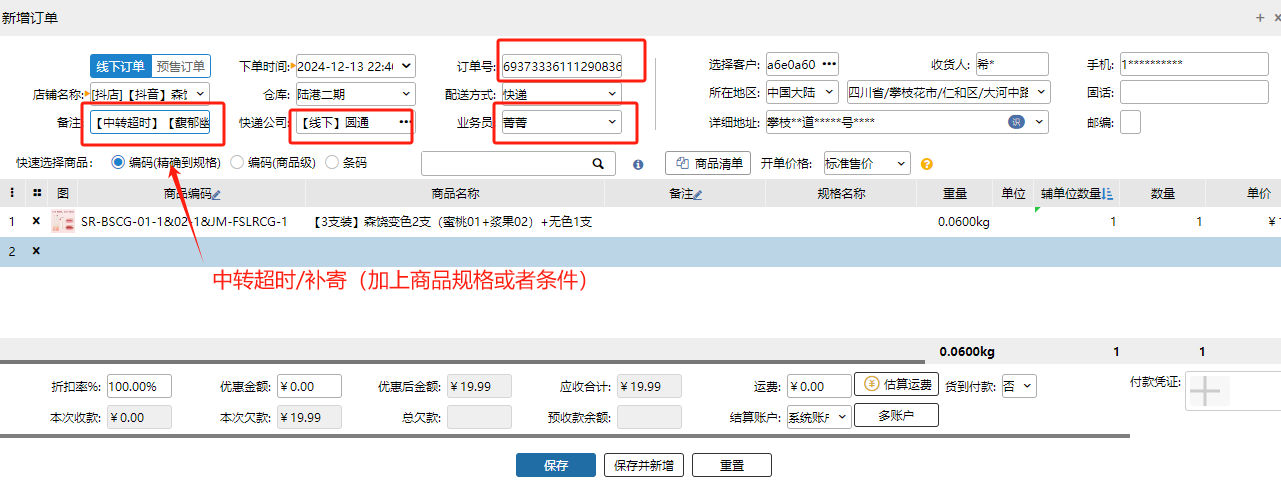 新增订单
线下订单 预售订单 下单时间: 2024-12-13 22:46 订单号: 69373336111290836 选择客户: a6e0a60 ••• 收货人: 希* 手机: 1**********
店铺名称: [抖店]【抖音】森饶 仓库: 陆港二期 配送方式: 快递 所在地区: 中国大陆 四川省/攀枝花市/仁和区/大河中路 固话:
备注: 【中转超时】【馥郁幽 快递公司: 【线下】圆通 ••• 业务员: 菁菁 详细地址: 攀枝**道*****号**** 识 邮编:
快速选择商品: 编码(精确到规格) 编码(商品级) 条码 商品清单 开单价格: 标准售价
图 商品编码 商品名称 备注 规格名称 重量 单位 辅单位数量 数量 单价
1 × SR-BSCG-01-1&02-1&JM-FSLRCG-1 【3支装】森饶变色2支（蜜桃01+浆果02）+无色1支 0.0600kg 1 1 ¥
2 ×
中转超时/补寄（加上商品规格或者条件）
0.0600kg 1 1
折扣率%: 100.00% 优惠金额: ¥0.00 优惠后金额: ¥19.99 应收合计: ¥19.99 运费: ¥0.00 估算运费 货到付款: 否 付款凭证:
本次收款: ¥0.00 本次欠款: ¥19.99 总欠款: 预收款余额: 结算账户: 系统账户 多账户
保存 保存并新增 重置